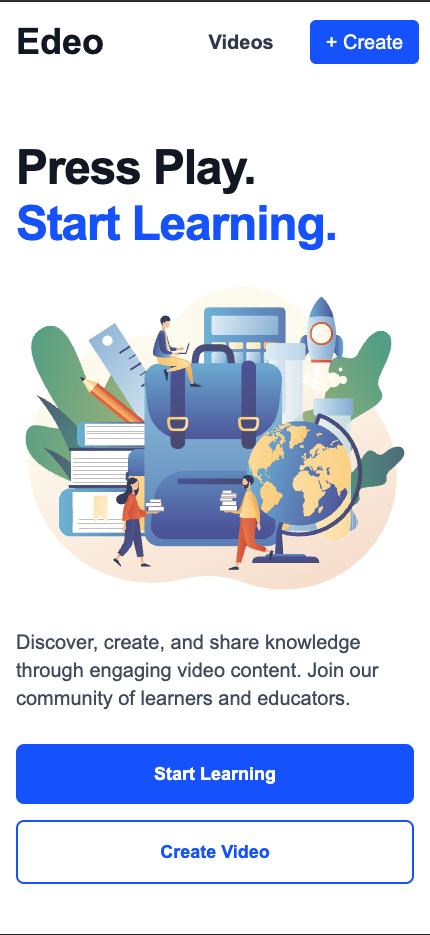 Edeo
Videos
+ Create
Press Play.
Start Learning.
Discover, create, and share knowledge
through engaging video content. Join our
community of learners and educators.
Start Learning
Create Video